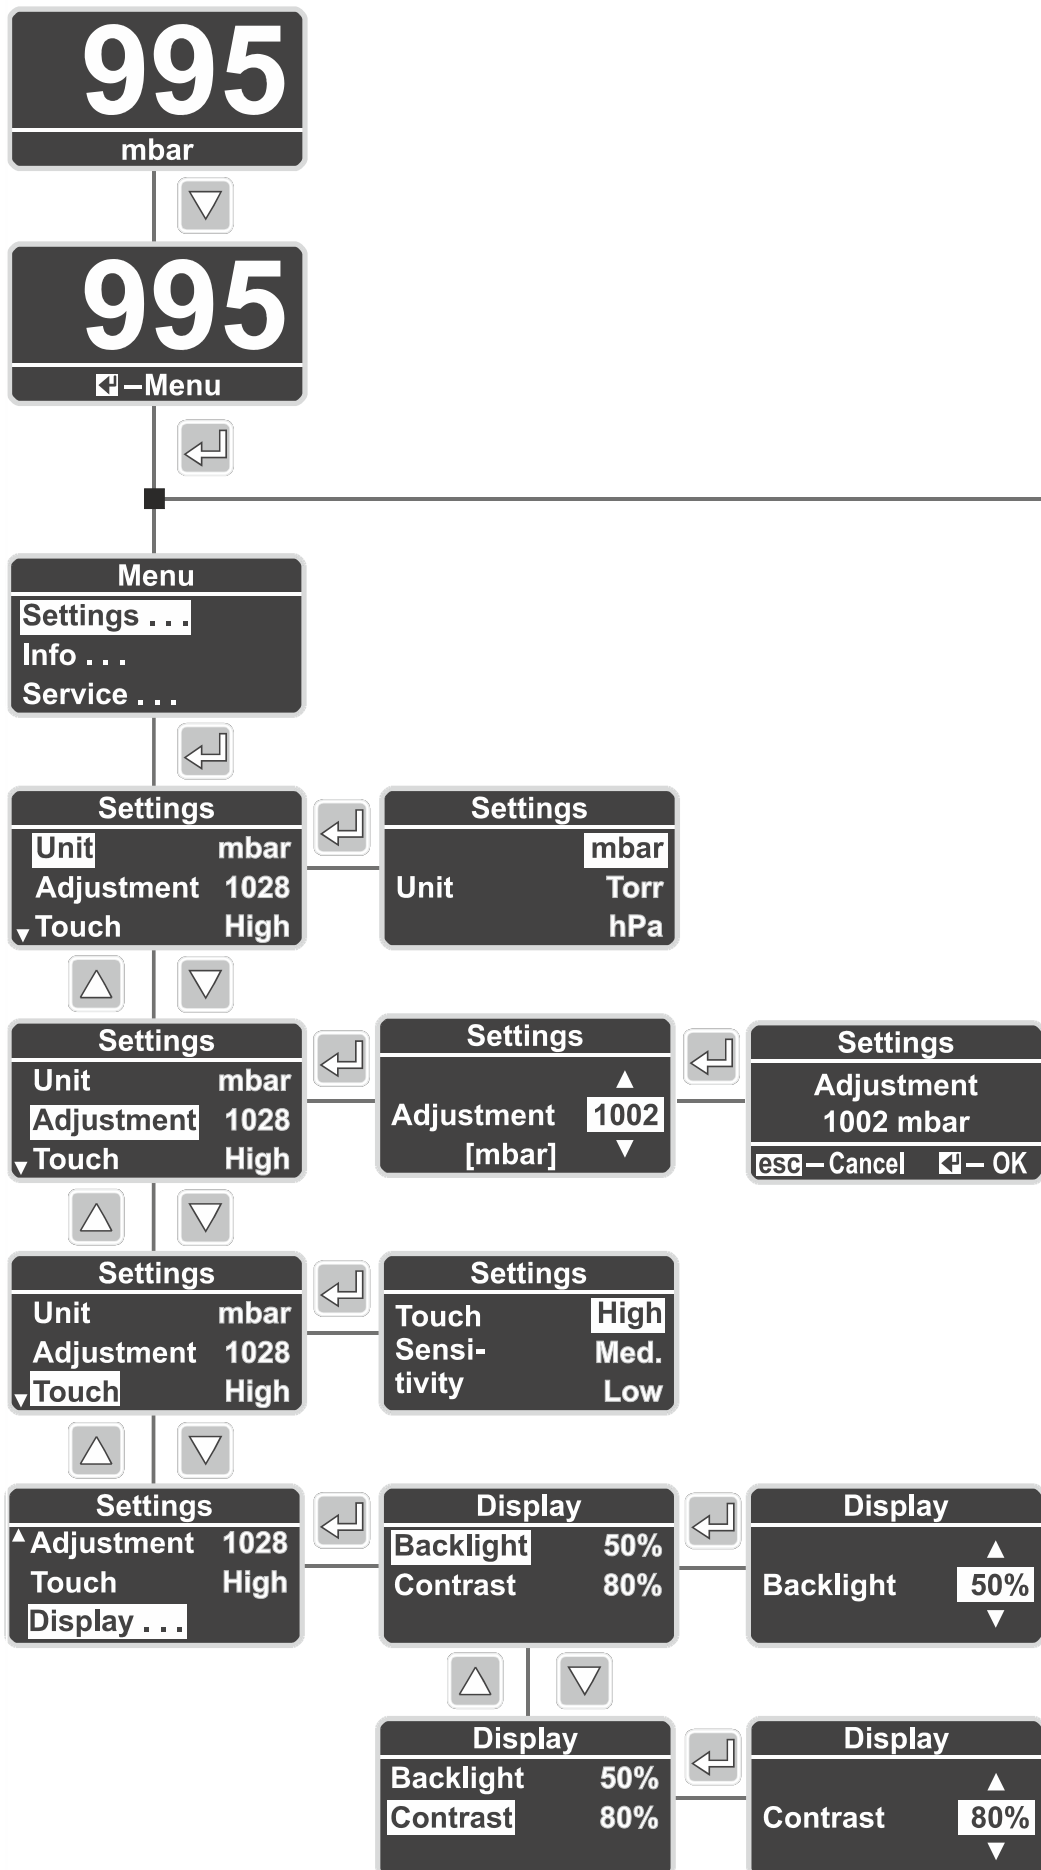 995
mbar
995
–Menu
Menu
Settings . . .
Info . . .
Service . . .
Settings
Unit mbar
Adjustment 1028
Touch High
Settings
mbar
Unit Torr
hPa
Settings
Unit mbar
Adjustment 1028
Touch High
Settings
Adjustment 1002
[mbar]
Settings
Adjustment
1002 mbar
esc – Cancel – OK
Settings
Unit mbar
Adjustment 1028
Touch High
Settings
Touch High
Sensi- Med.
tivity Low
Settings
Adjustment 1028
Touch High
Display . . .
Display
Backlight 50%
Contrast 80%
Display
Backlight 50%
Display
Backlight 50%
Contrast 80%
Display
Contrast 80%